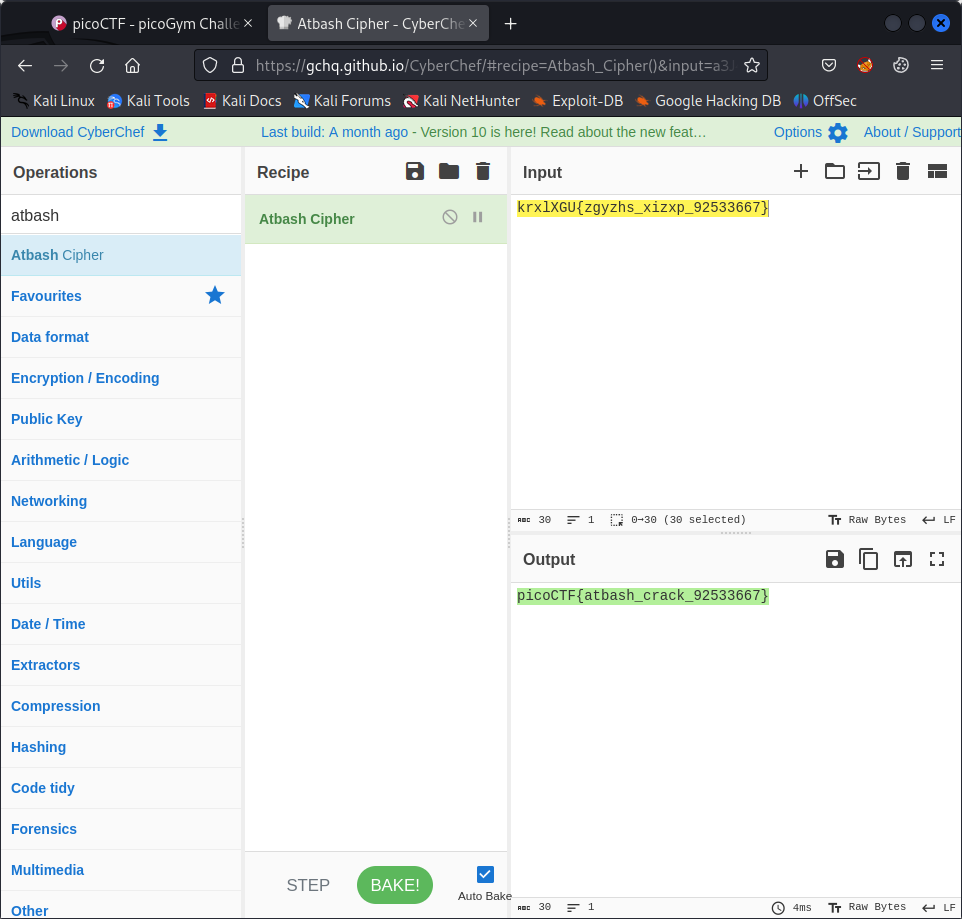 picoCTF - picoGym Challe
Atbash Cipher - CyberChe
https://gchq.github.io/CyberChef/#recipe=Atbash_Cipher()&input=a3J
Kali Linux
Kali Tools
Kali Docs
Kali Forums
Kali NetHunter
Exploit-DB
Google Hacking DB
OffSec
Download CyberChef
Last build: A month ago - Version 10 is here! Read about the new feat…
Options
About / Support
Operations
atbash
Atbash Cipher
Favourites
Data format
Encryption / Encoding
Public Key
Arithmetic / Logic
Networking
Language
Utils
Date / Time
Extractors
Compression
Hashing
Code tidy
Forensics
Multimedia
Other
Recipe
Atbash Cipher
STEP
BAKE!
Auto Bake
Input
krxlXGU{zgyzhs_xizxp_92533667}
ABC 30 1 0→30 (30 selected) Raw Bytes LF
Output
picoCTF{atbash_crack_92533667}
ABC 30 1 4ms Raw Bytes LF